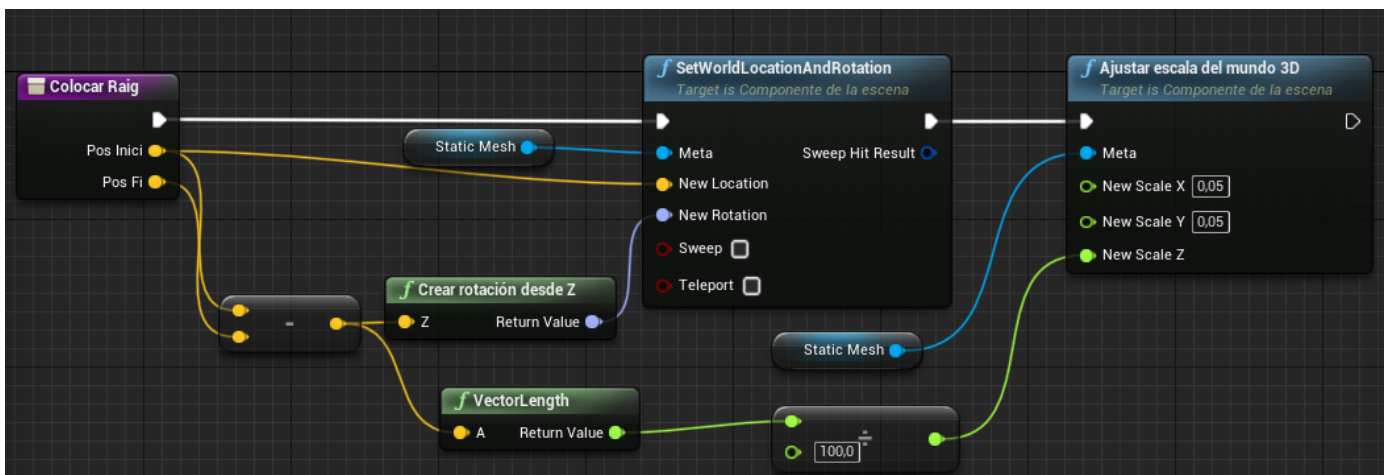 Colocar Raig
Pos Inici
Pos Fi
Static Mesh
SetWorldLocationAndRotation
Target is Componente de la escena
Meta
Sweep Hit Result
New Location
New Rotation
Sweep
Teleport
Ajustar escala del mundo 3D
Target is Componente de la escena
Meta
New Scale X 0,05
New Scale Y 0,05
New Scale Z
-
Crear rotación desde Z
Z
Return Value
Static Mesh
VectorLength
A
Return Value
÷
100,0